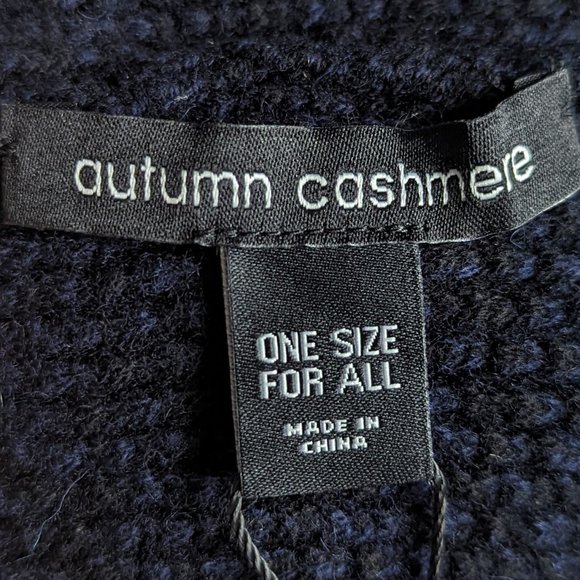 autumn cashmere
ONE SIZE
FOR ALL
MADE IN
CHINA